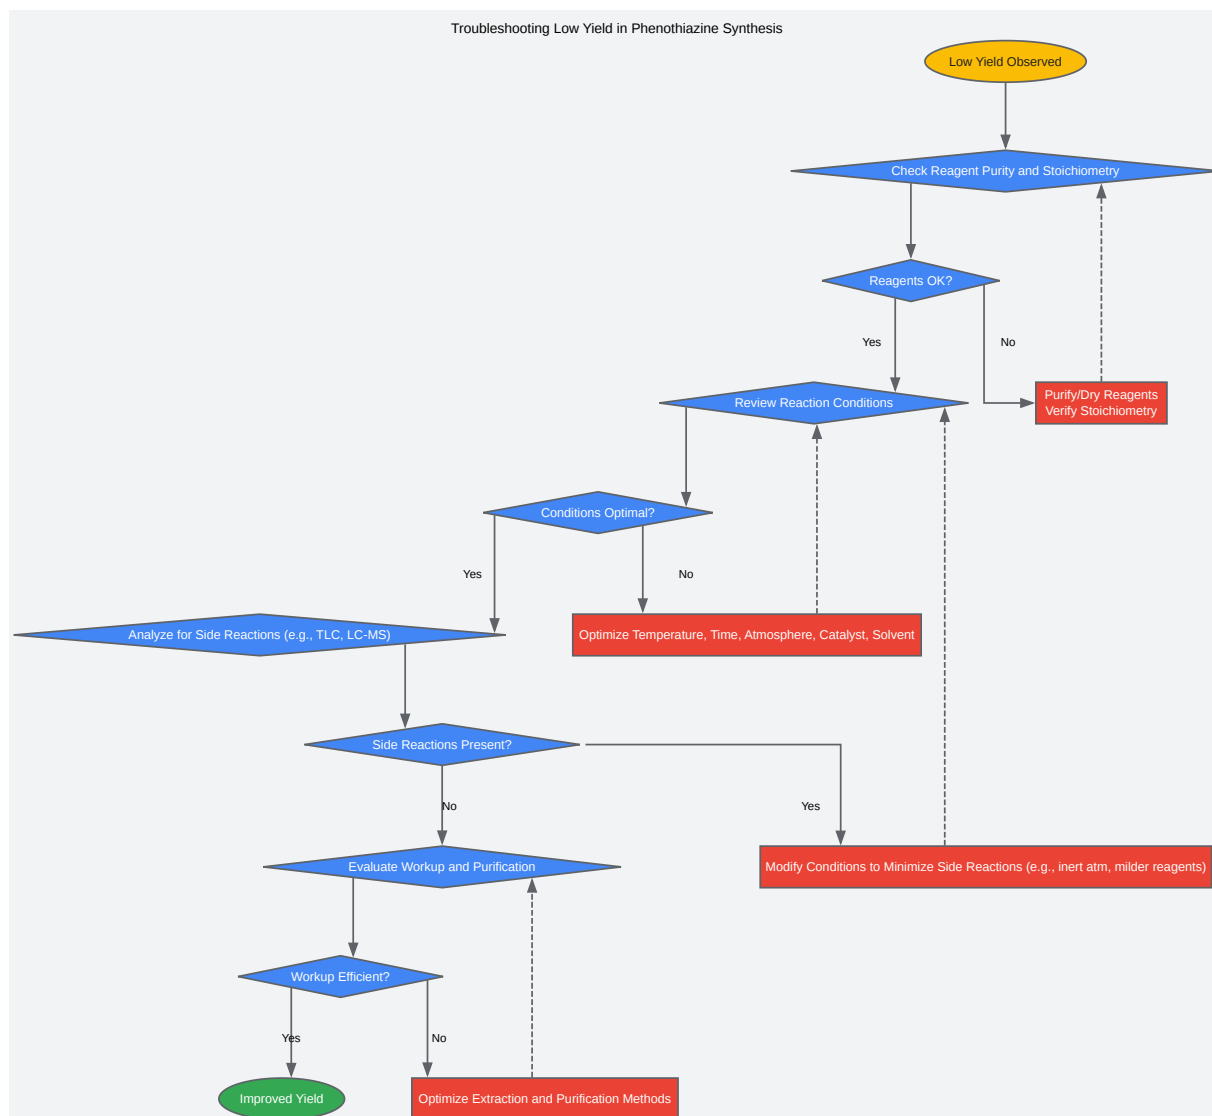 Troubleshooting Low Yield in Phenothiazine Synthesis
Low Yield Observed
Check Reagent Purity and Stoichiometry
Reagents OK?
Yes
No
Purify/Dry Reagents
Verify Stoichiometry
Review Reaction Conditions
Conditions Optimal?
Yes
No
Analyze for Side Reactions (e.g., TLC, LC-MS)
Optimize Temperature, Time, Atmosphere, Catalyst, Solvent
Side Reactions Present?
No
Yes
Evaluate Workup and Purification
Modify Conditions to Minimize Side Reactions (e.g., inert atm, milder reagents)
Workup Efficient?
Yes
No
Improved Yield
Optimize Extraction and Purification Methods